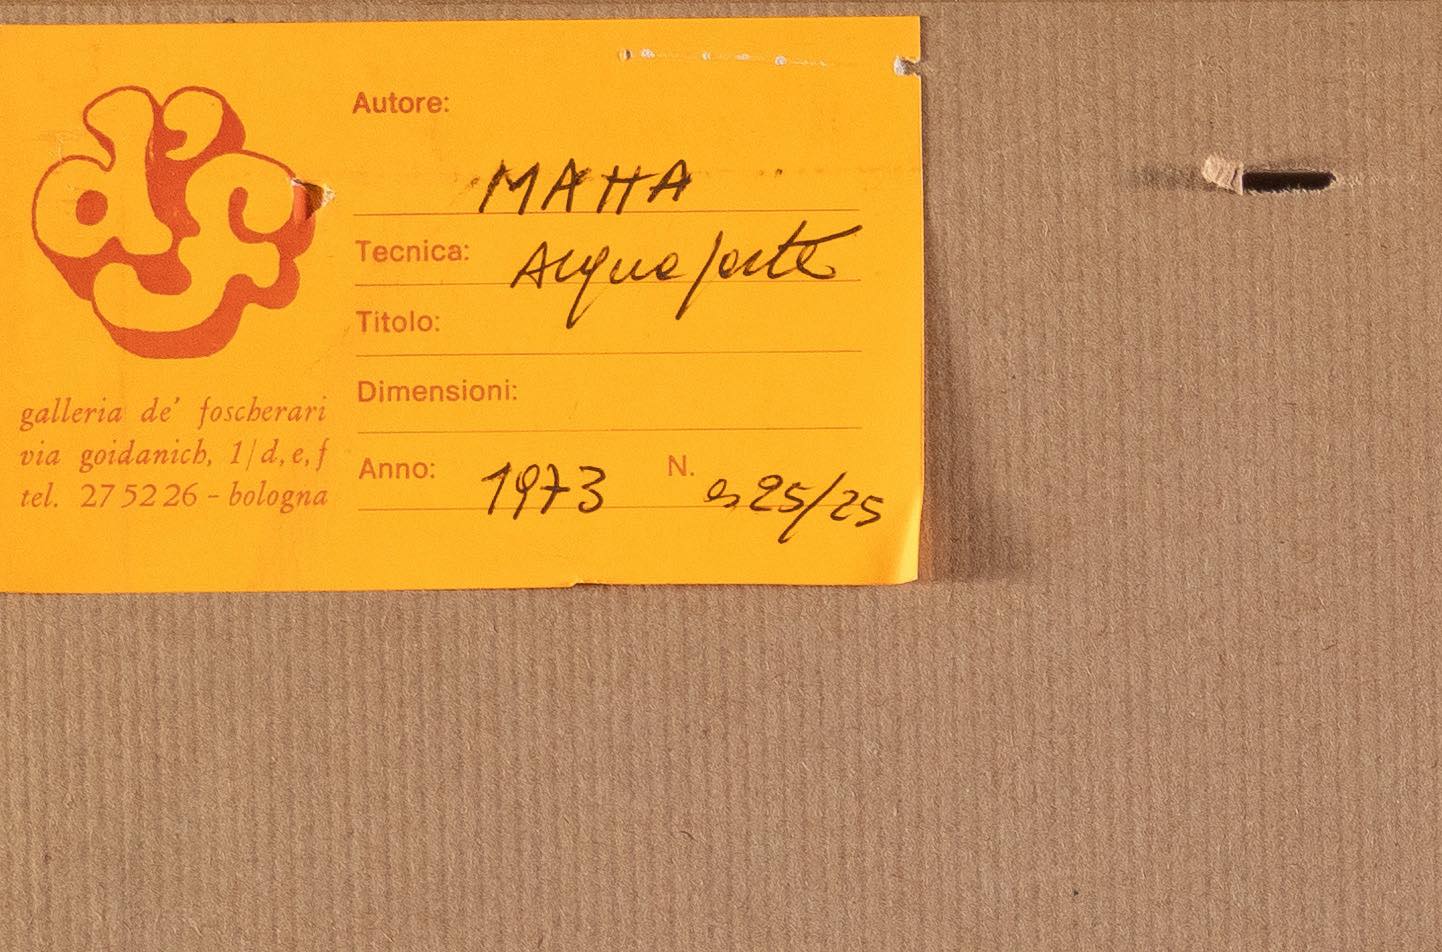 d'f
galleria de' foscherari
via goidanich, 1/d, e, f
tel. 27 52 26 - bologna
Autore:
MATTA
Tecnica: Acquaforte
Titolo:
Dimensioni:
Anno: 1973 N. es 25/25